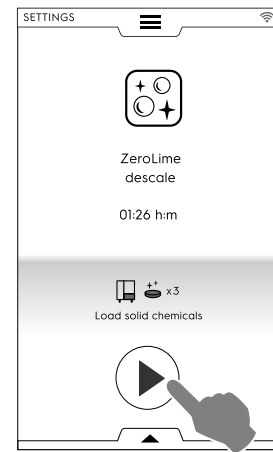 SETTINGS
ZeroLime
descale
01:26 h:m
x3
Load solid chemicals